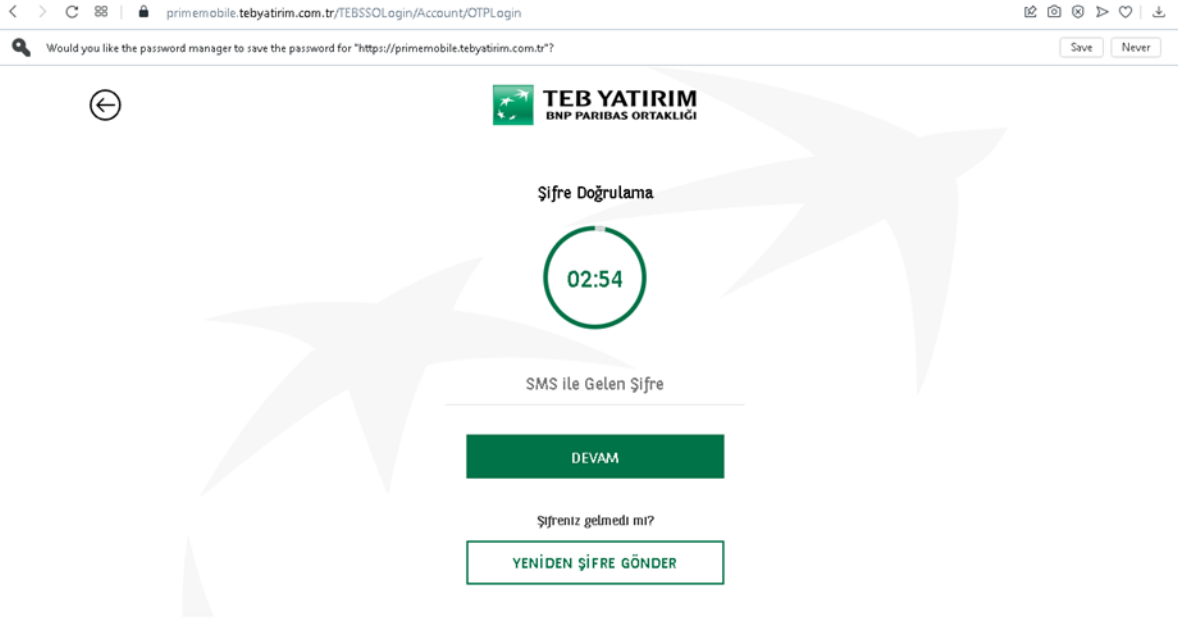 primemobile.tebyatirim.com.tr/TEBSSOLogin/Account/OTPLogin
Would you like the password manager to save the password for "https://primemobile.tebyatirim.com.tr"?
Save
Never
TEB YATIRIM
BNP PARIBAS ORTAKLIĞI
Şifre Doğrulama
02:54
SMS ile Gelen Şifre
DEVAM
Şifreniz gelmedi mi?
YENİDEN ŞİFRE GÖNDER